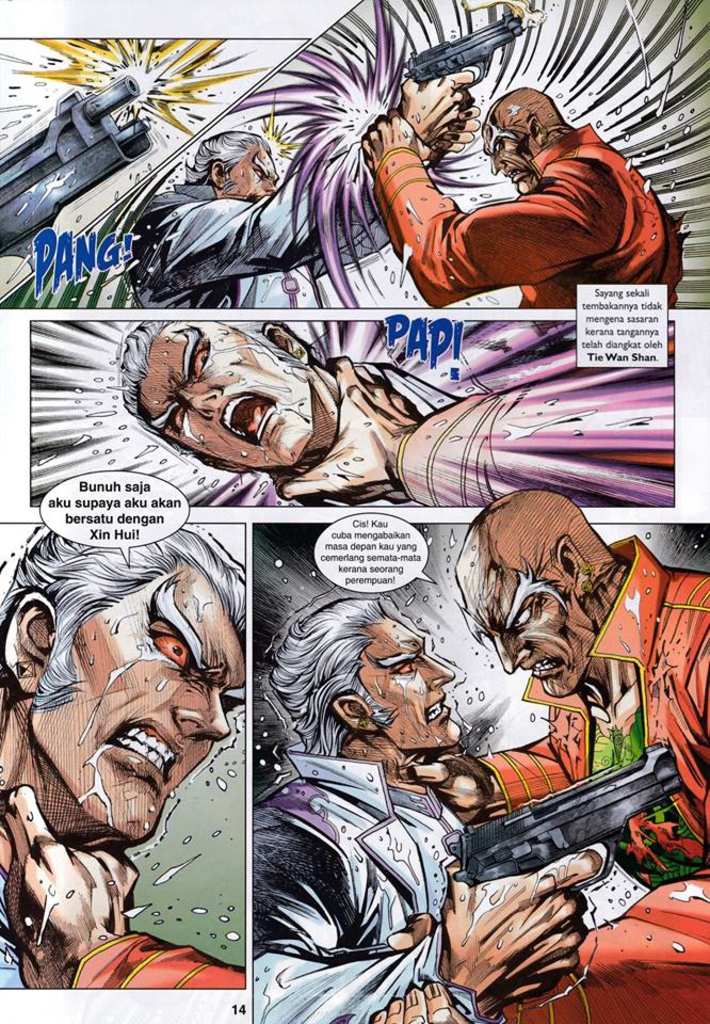 PANG!
Sayang sekali
tembakannya tidak
mengena sasaran
kerana tangannya
telah diangkat oleh
Tie Wan Shan.
PAPI
Bunuh saja
aku supaya aku akan
bersatu dengan
Xin Hui!
Cis! Kau
cuba mengabaikan
masa depan kau yang
cemerlang semata-mata
kerana seorang
perempuan!
14